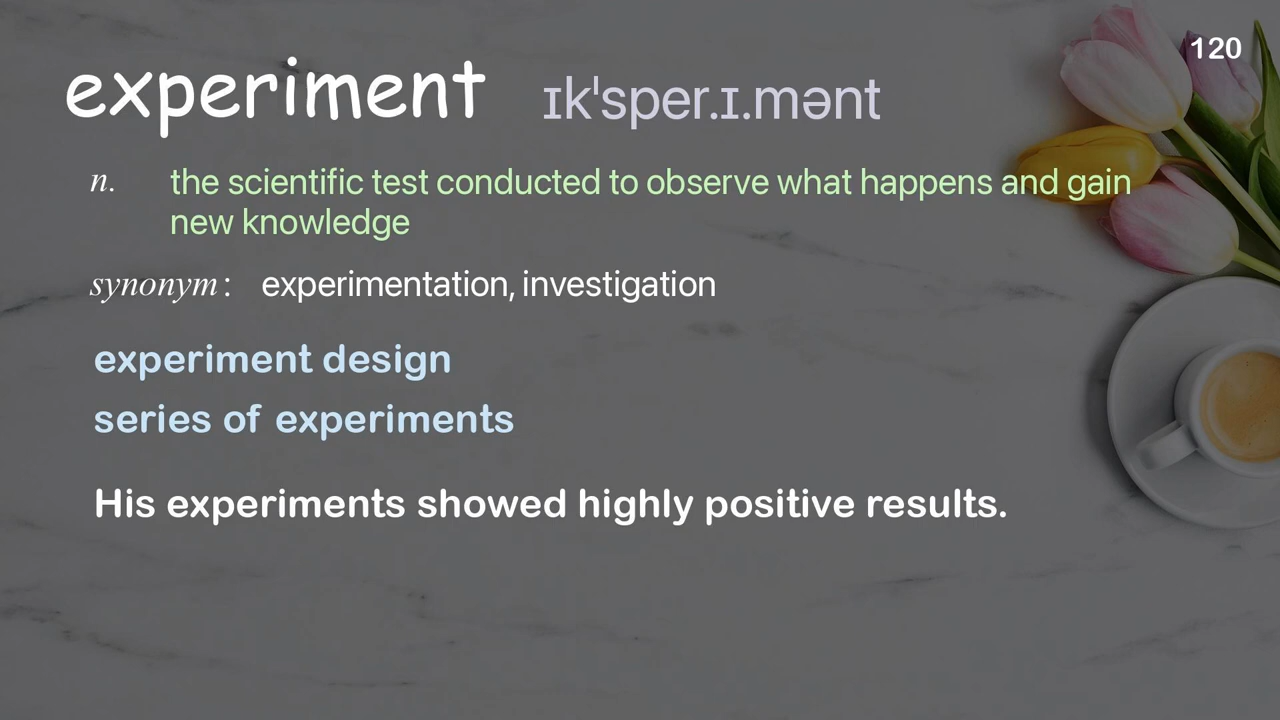 120
experiment ɪkˈsper.ɪ.mənt
n. the scientific test conducted to observe what happens and gain
new knowledge
synonym: experimentation, investigation
experiment design
series of experiments
His experiments showed highly positive results.